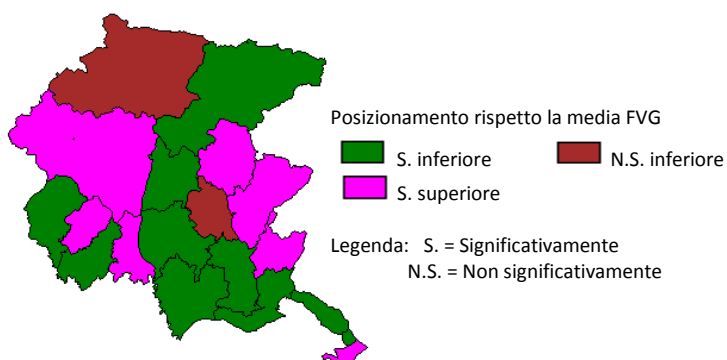 Posizionamento rispetto la media FVG
S. inferiore N.S. inferiore
S. superiore
Legenda: S. = Significativamente
N.S. = Non significativamente